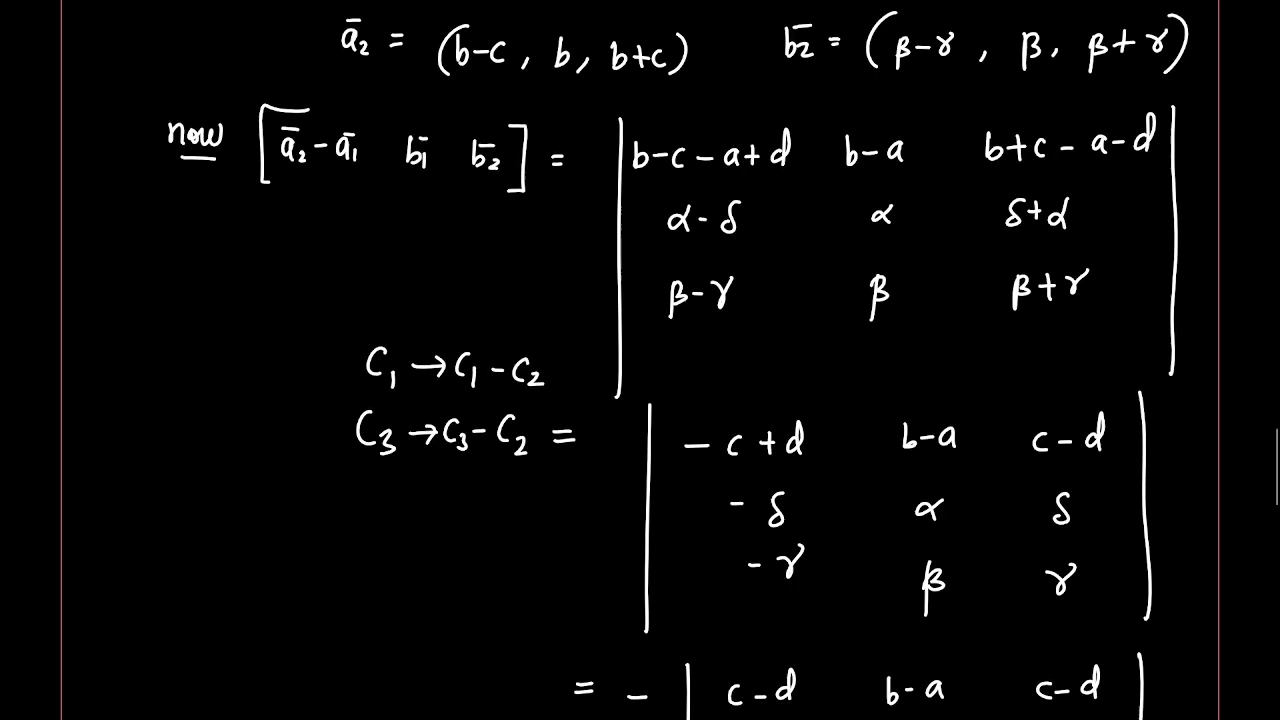 ā₂ = (b-c, b, b+c) b̄₂ = (β-γ, β, β+γ)
now [ā₂-ā₁ b̄₁ b̄₂] = | b-c-a+d b-a b+c-a-d |
| α-δ α δ+α |
| β-γ β β+γ |
C₁ → C₁-C₂
C₃ → C₃-C₂ = | -c+d b-a c-d |
| -δ α δ |
| -γ β γ |
= - | c-d b-a c-d |